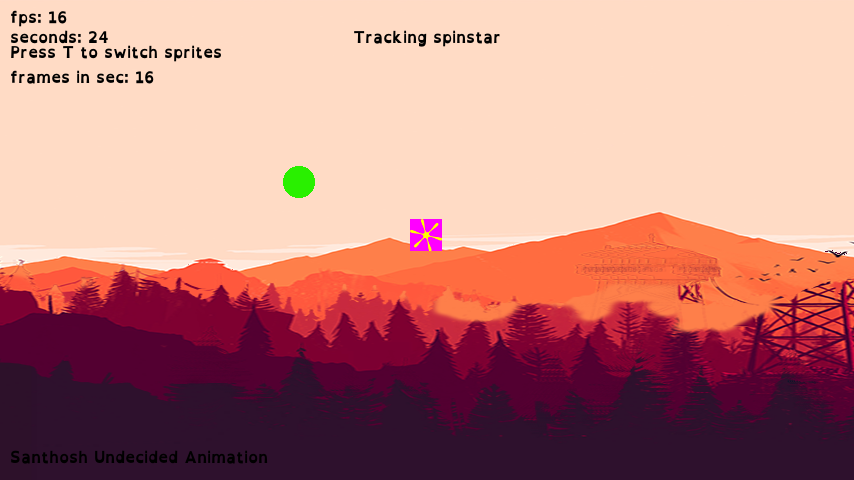 fps: 16
seconds: 24
Tracking spinstar
Press T to switch sprites
frames in sec: 16
Santhosh Undecided Animation